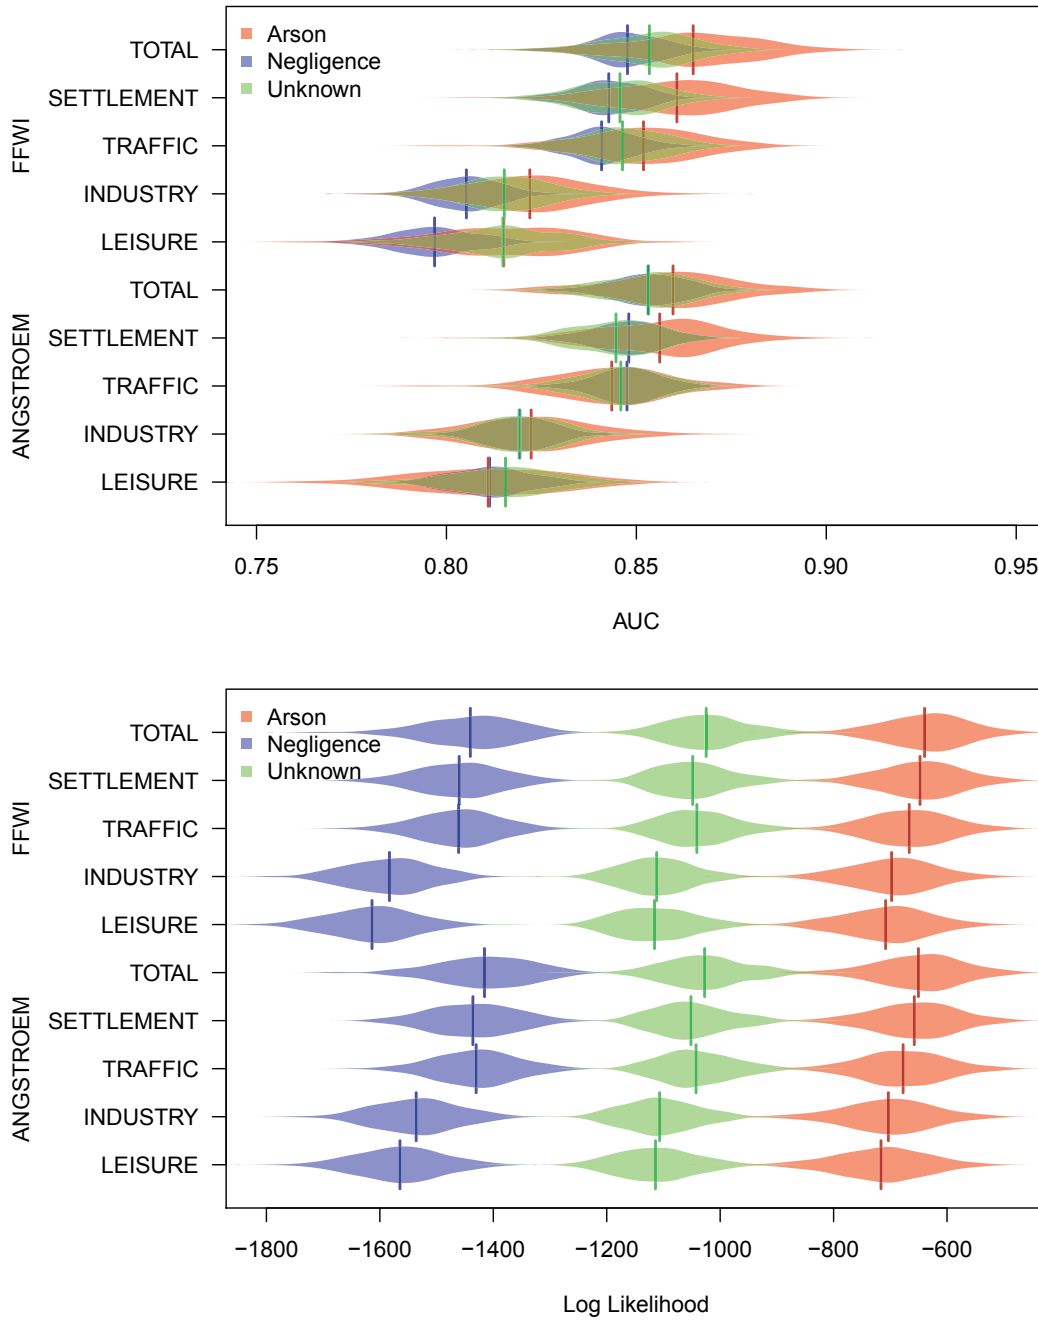 Arson
Negligence
Unknown
FFWI
TOTAL
SETTLEMENT
TRAFFIC
INDUSTRY
LEISURE
ANGSTROEM
TOTAL
SETTLEMENT
TRAFFIC
INDUSTRY
LEISURE
0.75 0.80 0.85 0.90 0.95
AUC
Arson
Negligence
Unknown
FFWI
TOTAL
SETTLEMENT
TRAFFIC
INDUSTRY
LEISURE
ANGSTROEM
TOTAL
SETTLEMENT
TRAFFIC
INDUSTRY
LEISURE
−1800 −1600 −1400 −1200 −1000 −800 −600
Log Likelihood